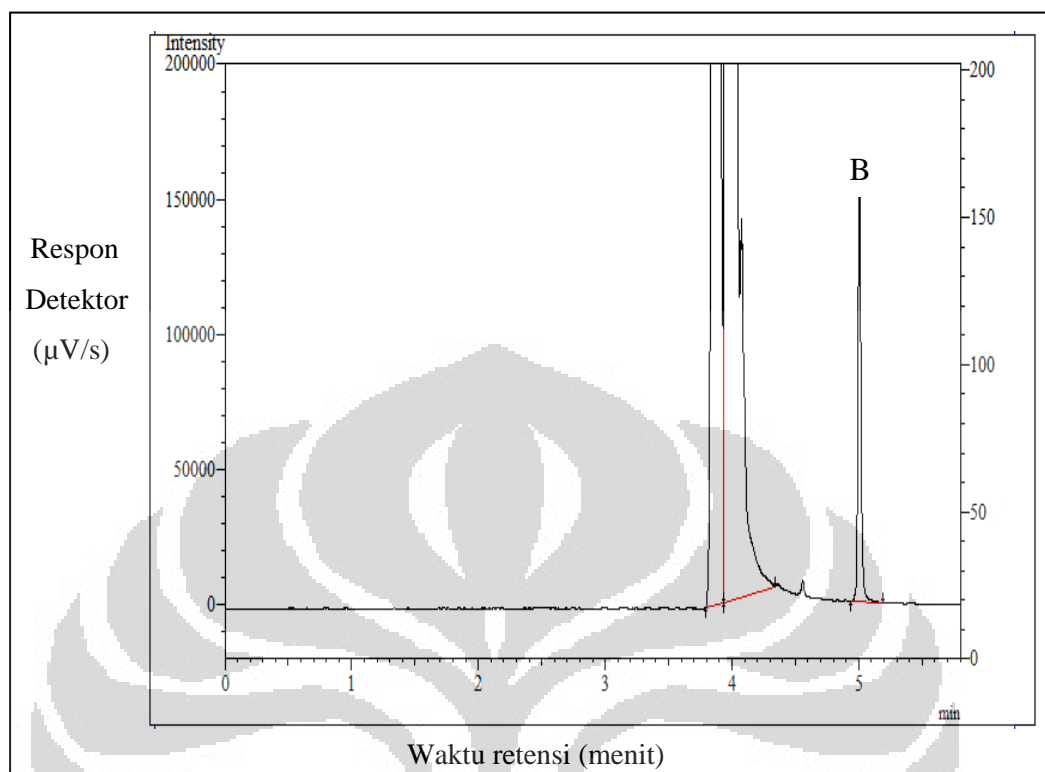 Intensity
200000
150000
100000
50000
0
200
150
100
50
0
B
Respon
Detektor
(µV/s)
0 1 2 3 4 5
min
Waktu retensi (menit)